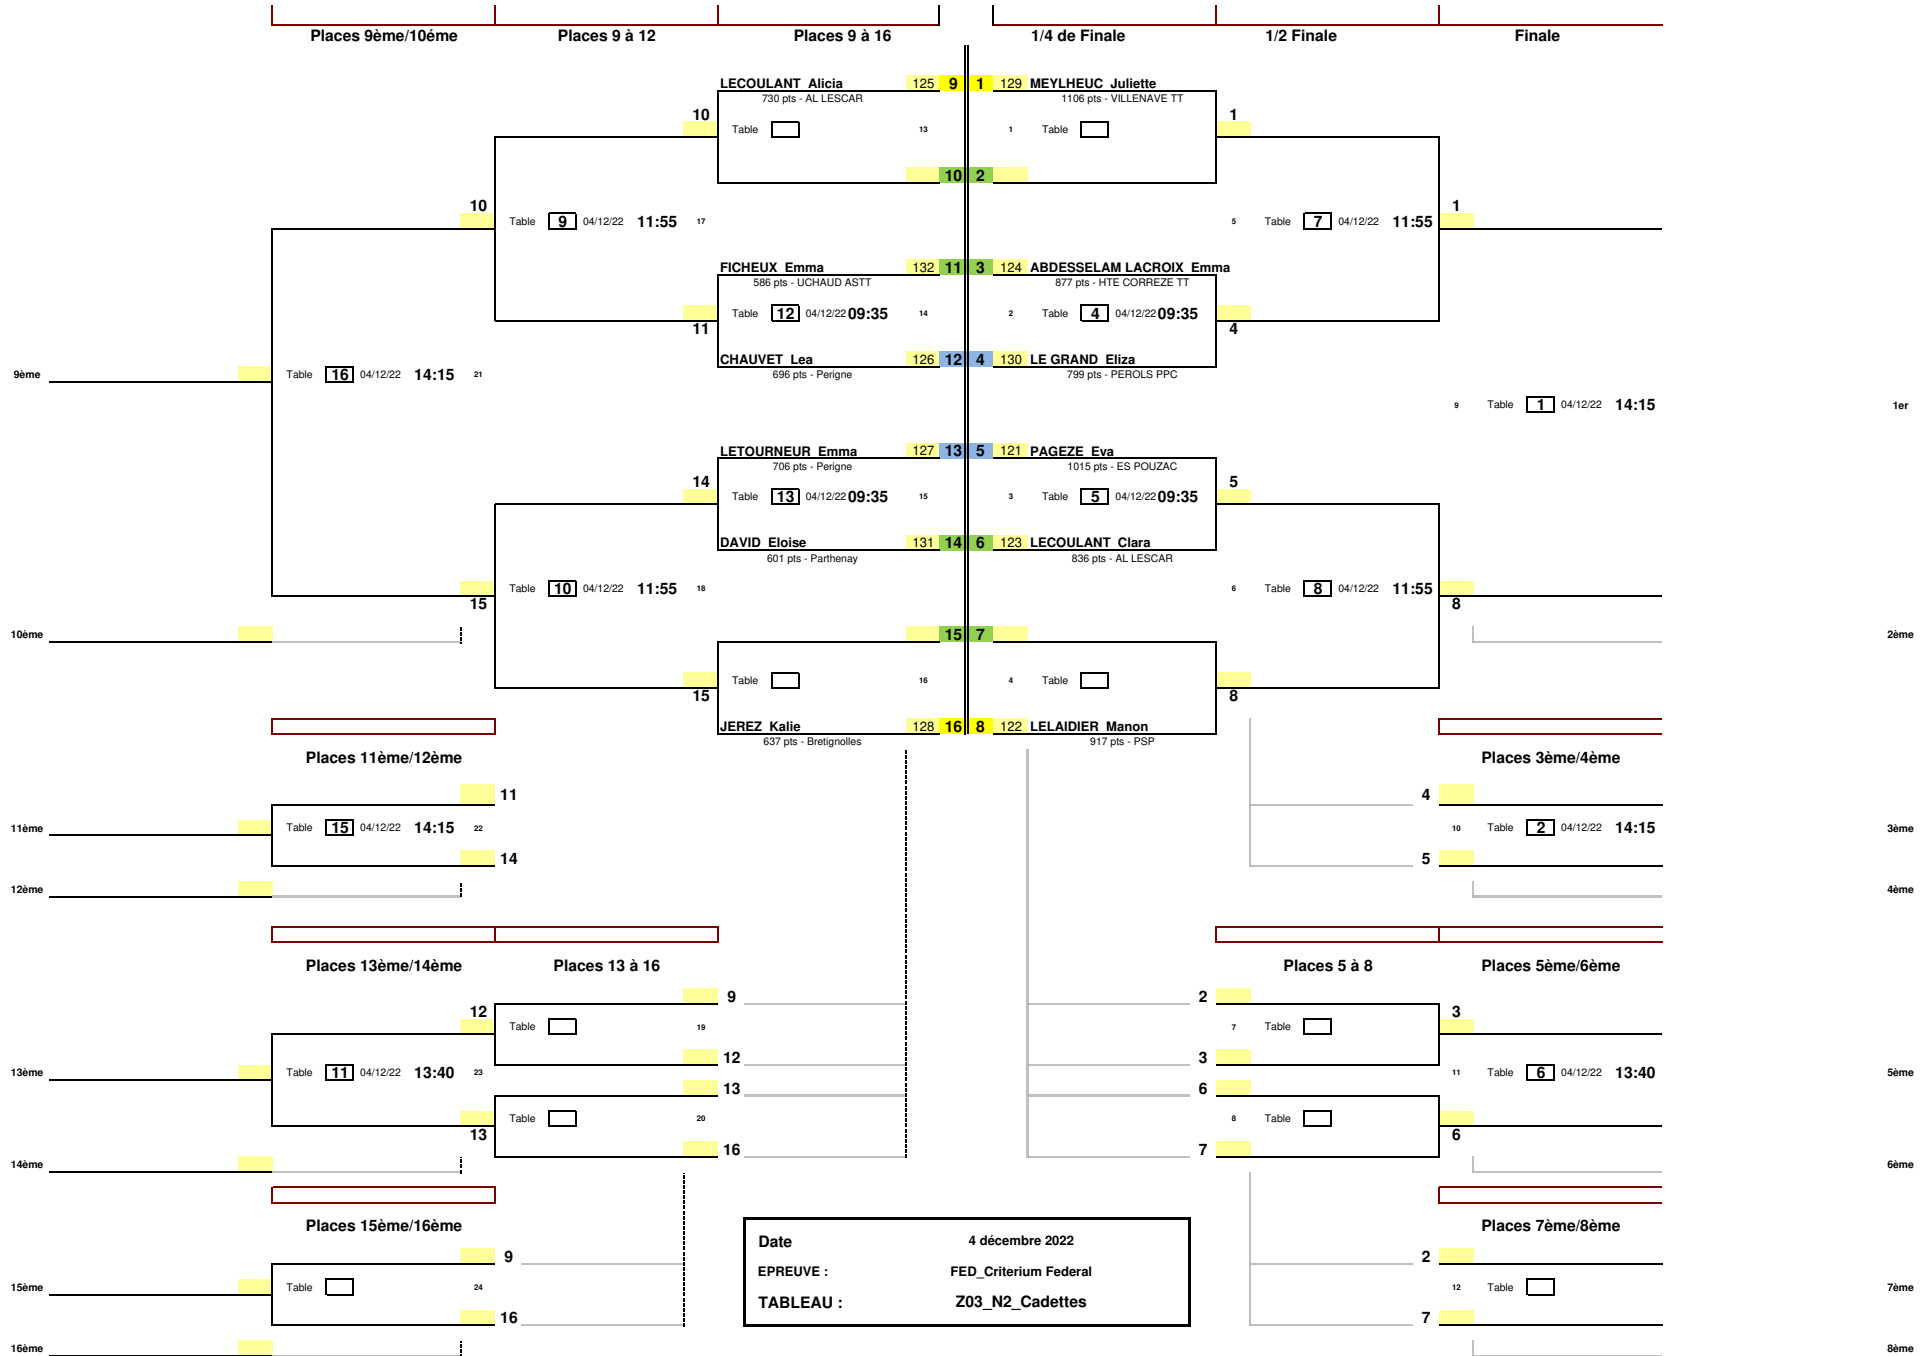 Places 9ème/10éme Places 9 à 12 Places 9 à 16 1/4 de Finale 1/2 Finale Finale
LECOULANT Alicia 125 9 1 129 MEYLHEUC Juliette
730 pts - AL LESCAR 1106 pts - VILLENAVE TT
10 1
Table 13 1 Table
10 2
10 1
Table 9 04/12/22 11:55 17 5 Table 7 04/12/22 11:55
FICHEUX Emma 132 11 3 124 ABDESSELAM LACROIX Emma
586 pts - UCHAUD ASTT 877 pts - HTE CORREZE TT
Table 12 04/12/22 09:35 14 2 Table 4 04/12/22 09:35
11 4
CHAUVET Lea 126 12 4 130 LE GRAND Eliza
696 pts - Perigne 799 pts - PEROLS PPC
9ème Table 16 04/12/22 14:15 21
9 Table 1 04/12/22 14:15 1er
LETOURNEUR Emma 127 13 5 121 PAGEZE Eva
706 pts - Perigne 1015 pts - ES POUZAC
14 5
Table 13 04/12/22 09:35 15 3 Table 5 04/12/22 09:35
DAVID Eloise 131 14 6 123 LECOULANT Clara
601 pts - Parthenay 836 pts - AL LESCAR
Table 10 04/12/22 11:55 18 6 Table 8 04/12/22 11:55
15 8
10ème 15 7 2ème
Table 16 4 Table
15 8
JEREZ Kalie 128 16 8 122 LELAIDIER Manon
637 pts - Bretignolles 917 pts - PSP
Places 11ème/12ème Places 3ème/4ème
11 4
11ème Table 15 04/12/22 14:15 22 10 Table 2 04/12/22 14:15 3ème
14 5
12ème 4ème
Places 13ème/14ème Places 13 à 16 Places 5 à 8 Places 5ème/6ème
9 2
12 3
Table 19 7 Table
12 3
13ème Table 11 04/12/22 13:40 23 11 Table 6 04/12/22 13:40 5ème
13 6
Table 20 8 Table
13 6
16 7
14ème 6ème
Places 15ème/16ème Places 7ème/8ème
Date 4 décembre 2022
9 2
EPREUVE : FED_Criterium Federal
15ème Table 24 12 Table 7ème
TABLEAU : Z03_N2_Cadettes
16 7
16ème 8ème